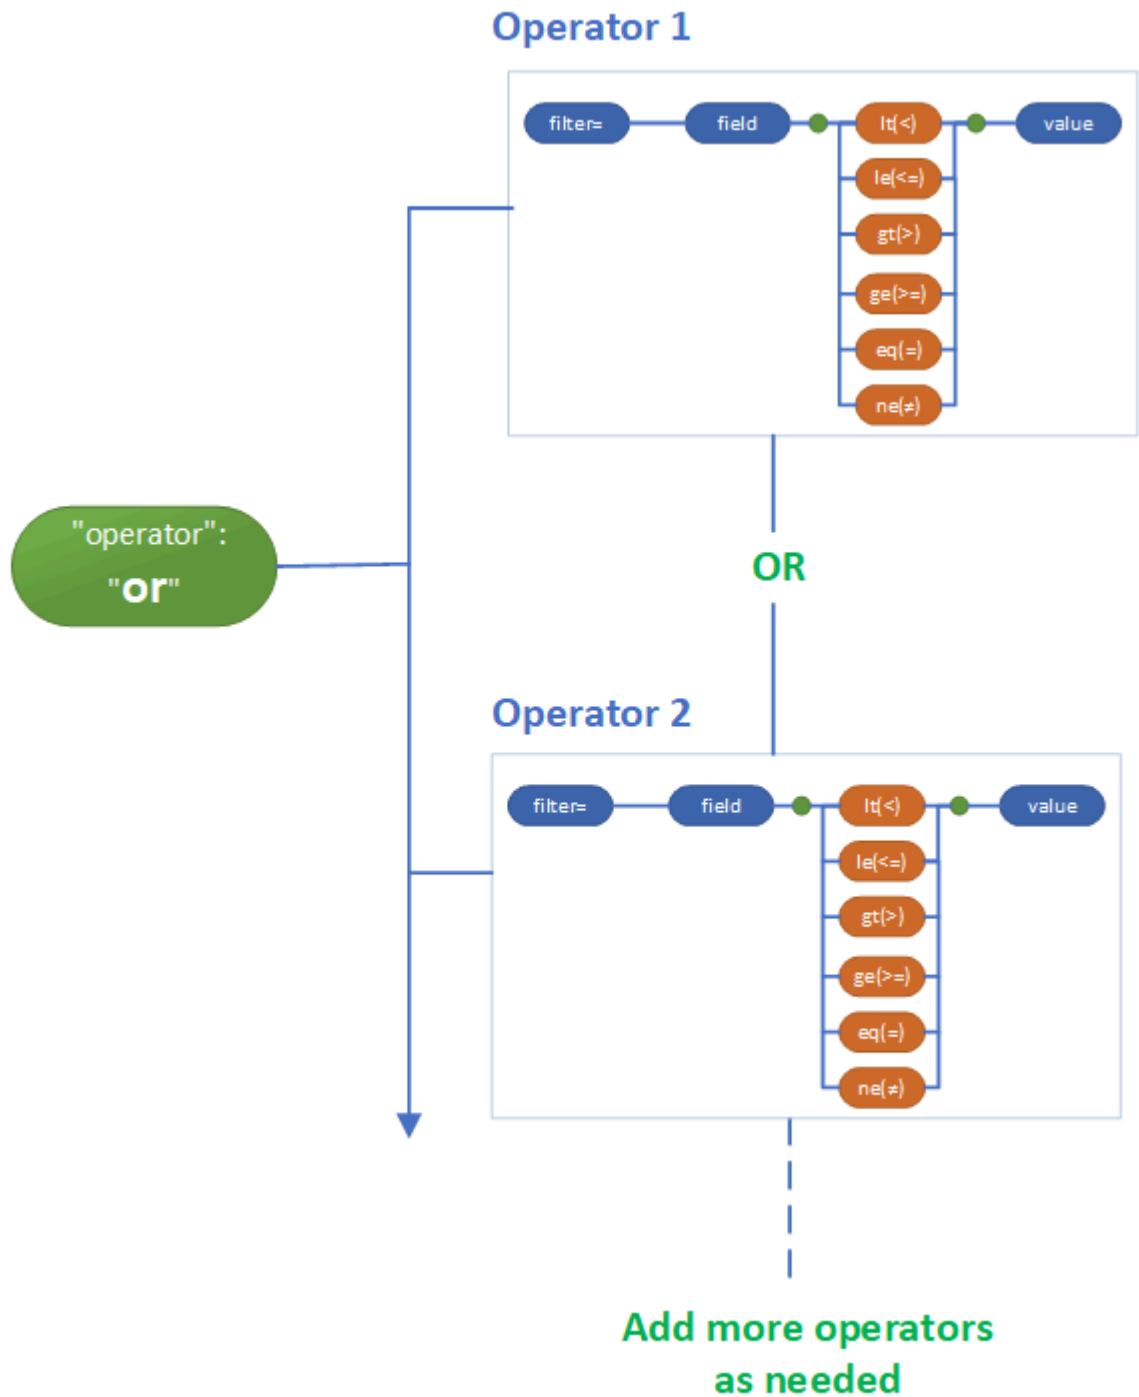 Operator 1
filter=
field
lt(<)
value
le(<=)
gt(>)
ge(>=)
eq(=)
ne(≠)
"operator":
"or"
OR
Operator 2
filter=
field
lt(<)
value
le(<=)
gt(>)
ge(>=)
eq(=)
ne(≠)
Add more operators
as needed